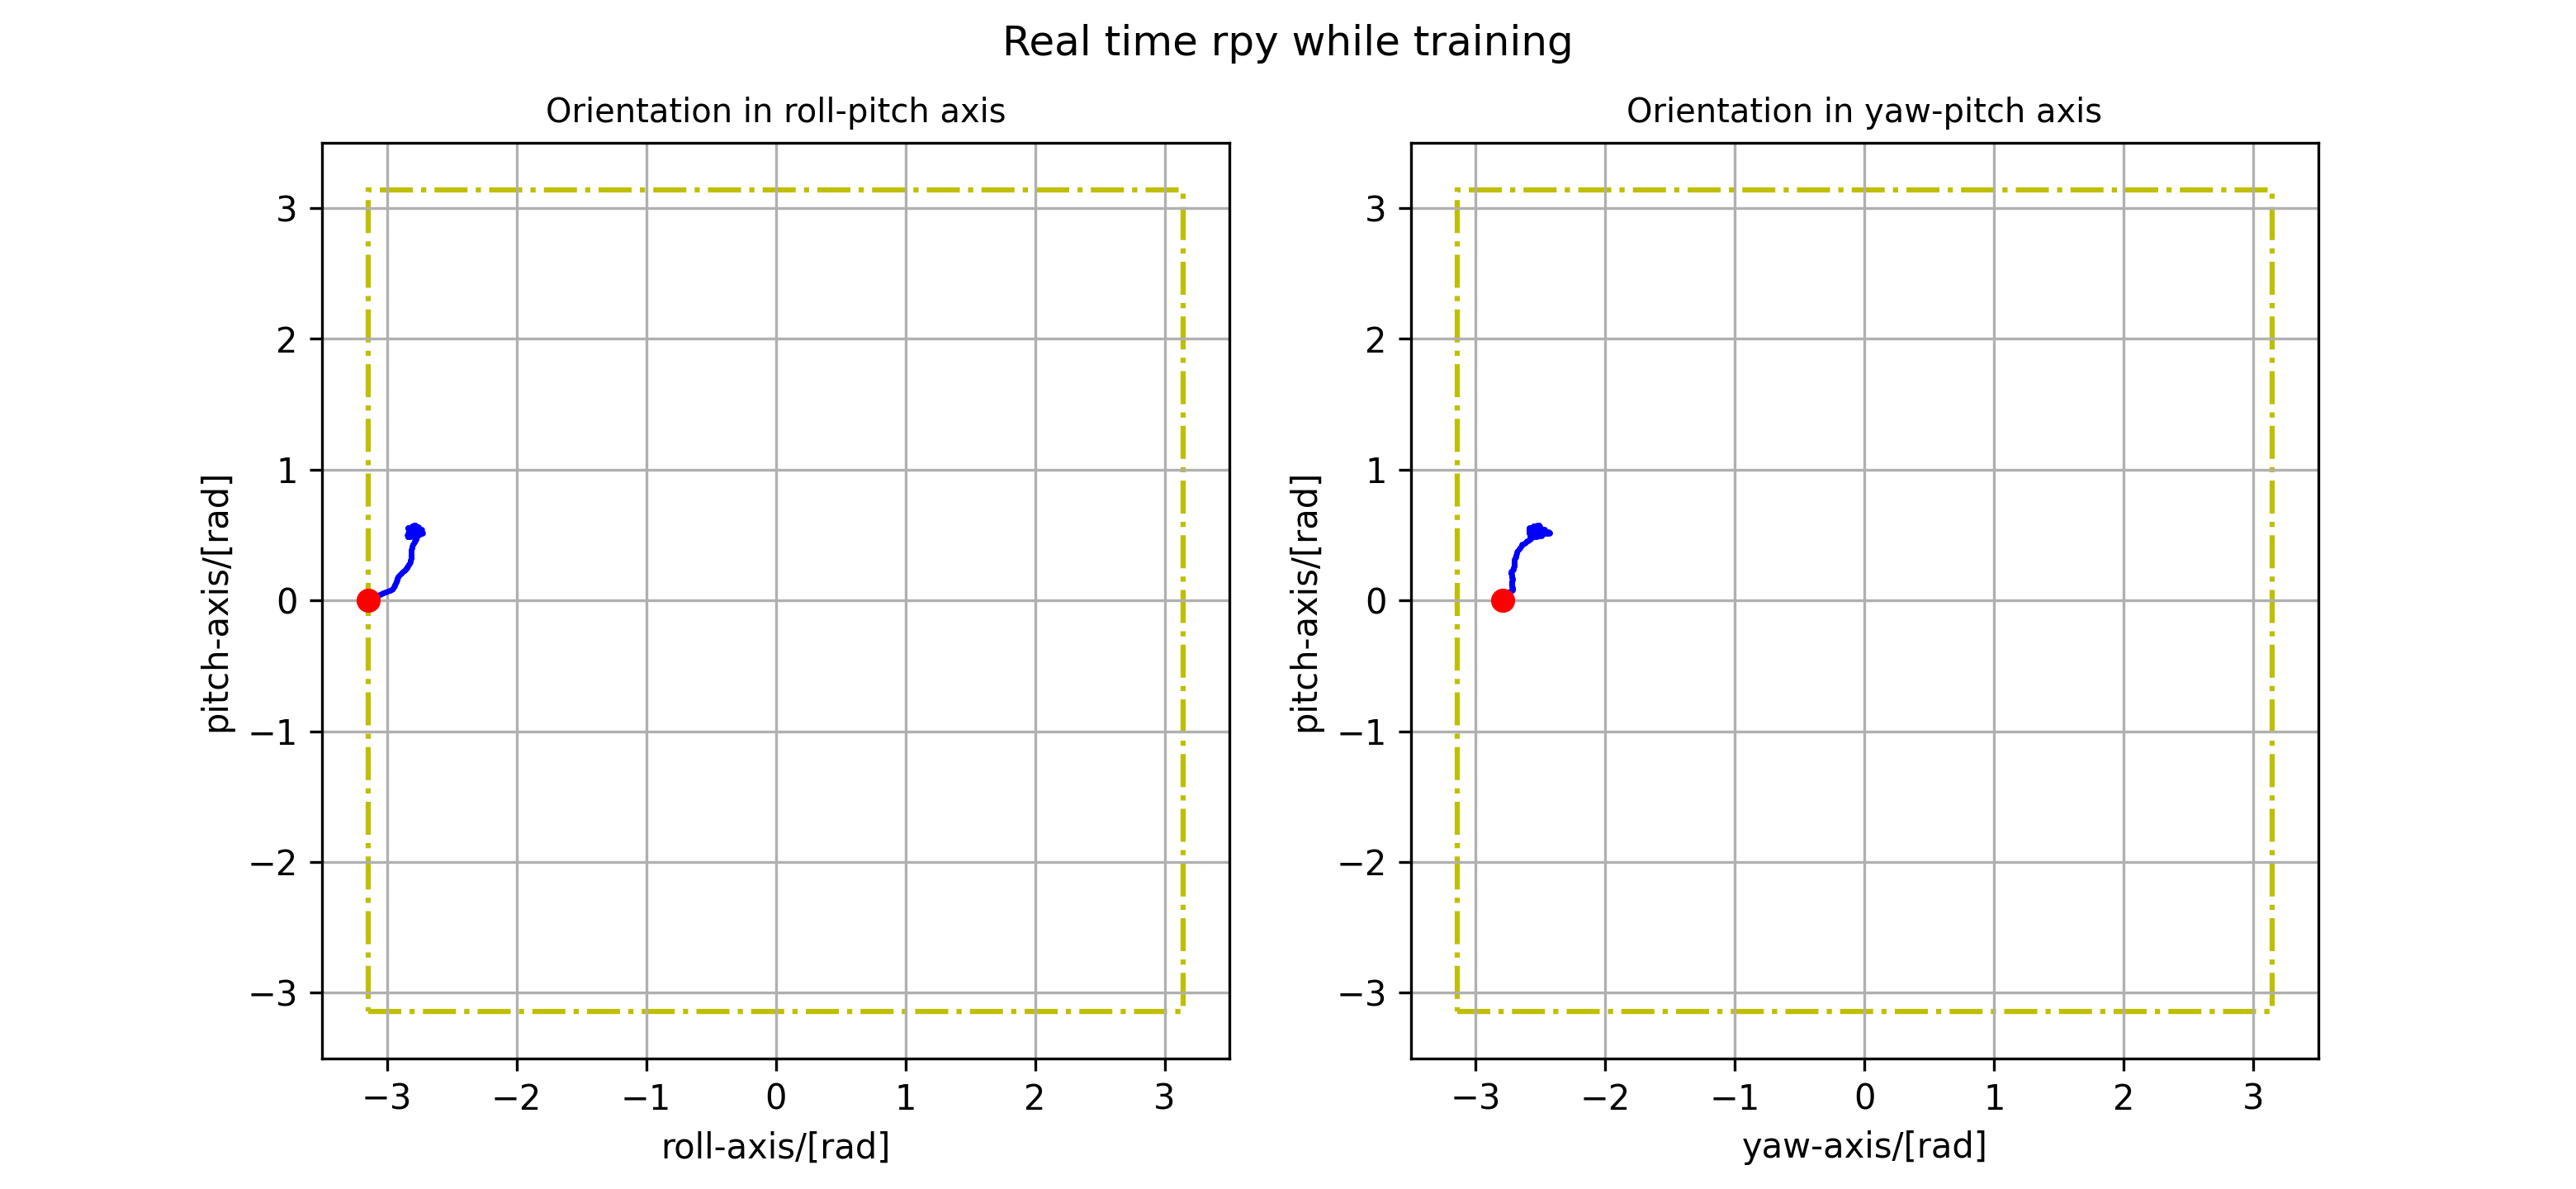 Real time rpy while training
Orientation in roll-pitch axis
3
2
1
0
−1
−2
−3
pitch-axis/[rad]
−3 −2 −1 0 1 2 3
roll-axis/[rad]
Orientation in yaw-pitch axis
3
2
1
0
−1
−2
−3
pitch-axis/[rad]
−3 −2 −1 0 1 2 3
yaw-axis/[rad]